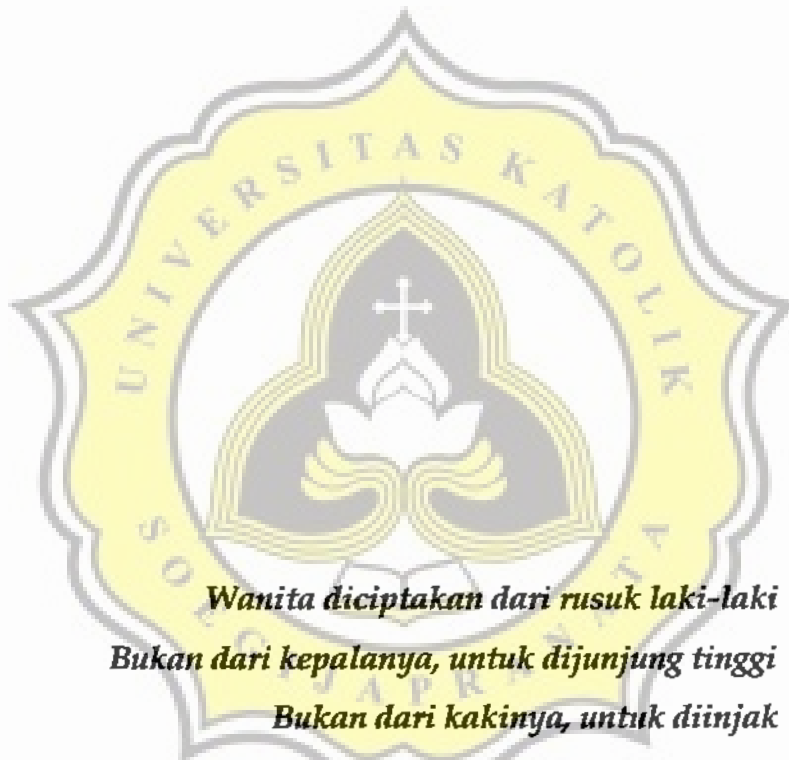 UNIVERSITAS KATOLIK
SOEGIJAPRANATA
Wanita diciptakan dari rusuk laki-laki
Bukan dari kepalanya, untuk dijunjung tinggi
Bukan dari kakinya, untuk diinjak